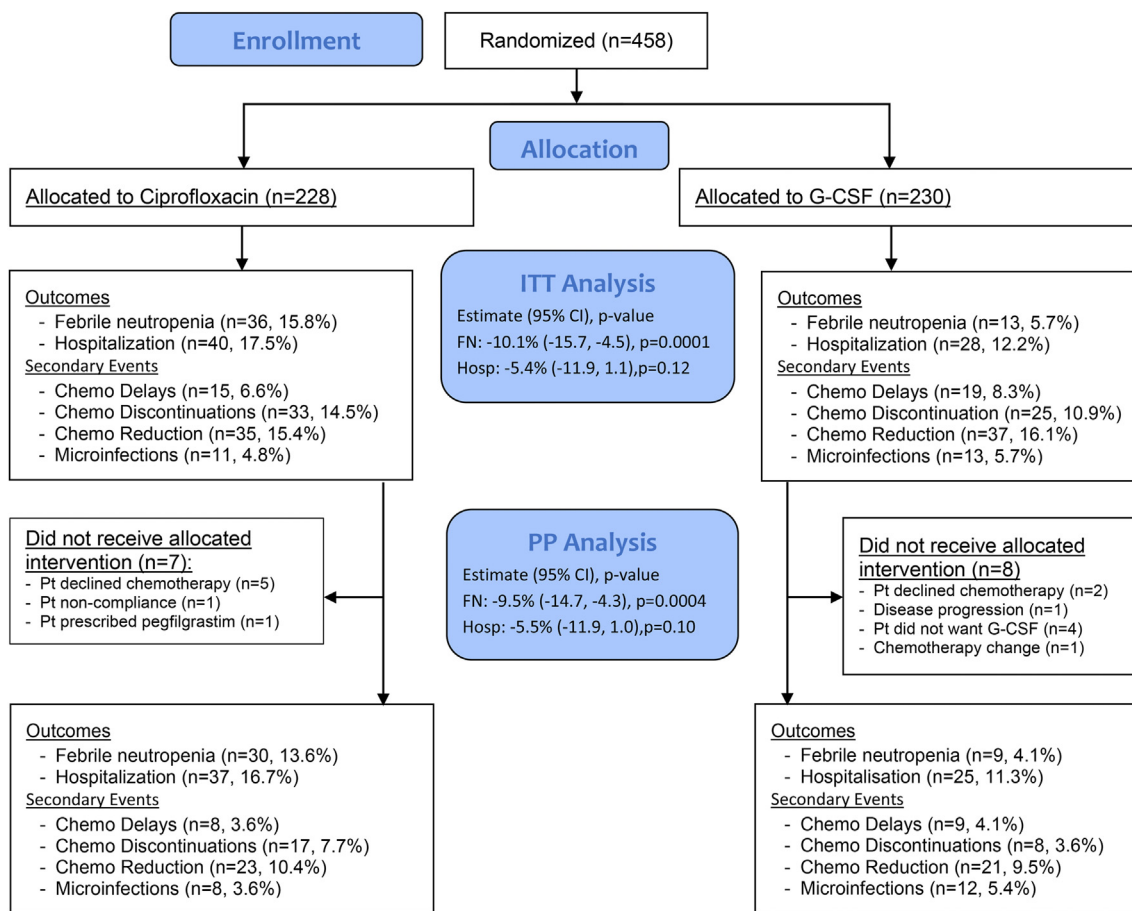 Enrollment
Randomized (n=458)
Allocation
Allocated to Ciprofloxacin (n=228)
Allocated to G-CSF (n=230)
Outcomes
- Febrile neutropenia (n=36, 15.8%)
- Hospitalization (n=40, 17.5%)
Secondary Events
- Chemo Delays (n=15, 6.6%)
- Chemo Discontinuations (n=33, 14.5%)
- Chemo Reduction (n=35, 15.4%)
- Microinfections (n=11, 4.8%)
ITT Analysis
Estimate (95% CI), p-value
FN: -10.1% (-15.7, -4.5), p=0.0001
Hosp: -5.4% (-11.9, 1.1),p=0.12
Outcomes
- Febrile neutropenia (n=13, 5.7%)
- Hospitalization (n=28, 12.2%)
Secondary Events
- Chemo Delays (n=19, 8.3%)
- Chemo Discontinuation (n=25, 10.9%)
- Chemo Reduction (n=37, 16.1%)
- Microinfections (n=13, 5.7%)
Did not receive allocated
intervention (n=7):
- Pt declined chemotherapy (n=5)
- Pt non-compliance (n=1)
- Pt prescribed pegfilgrastim (n=1)
PP Analysis
Estimate (95% CI), p-value
FN: -9.5% (-14.7, -4.3), p=0.0004
Hosp: -5.5% (-11.9, 1.0),p=0.10
Did not receive allocated
intervention (n=8)
- Pt declined chemotherapy (n=2)
- Disease progression (n=1)
- Pt did not want G-CSF (n=4)
- Chemotherapy change (n=1)
Outcomes
- Febrile neutropenia (n=30, 13.6%)
- Hospitalization (n=37, 16.7%)
Secondary Events
- Chemo Delays (n=8, 3.6%)
- Chemo Discontinuations (n=17, 7.7%)
- Chemo Reduction (n=23, 10.4%)
- Microinfections (n=8, 3.6%)
Outcomes
- Febrile neutropenia (n=9, 4.1%)
- Hospitalisation (n=25, 11.3%)
Secondary Events
- Chemo Delays (n=9, 4.1%)
- Chemo Discontinuations (n=8, 3.6%)
- Chemo Reduction (n=21, 9.5%)
- Microinfections (n=12, 5.4%)